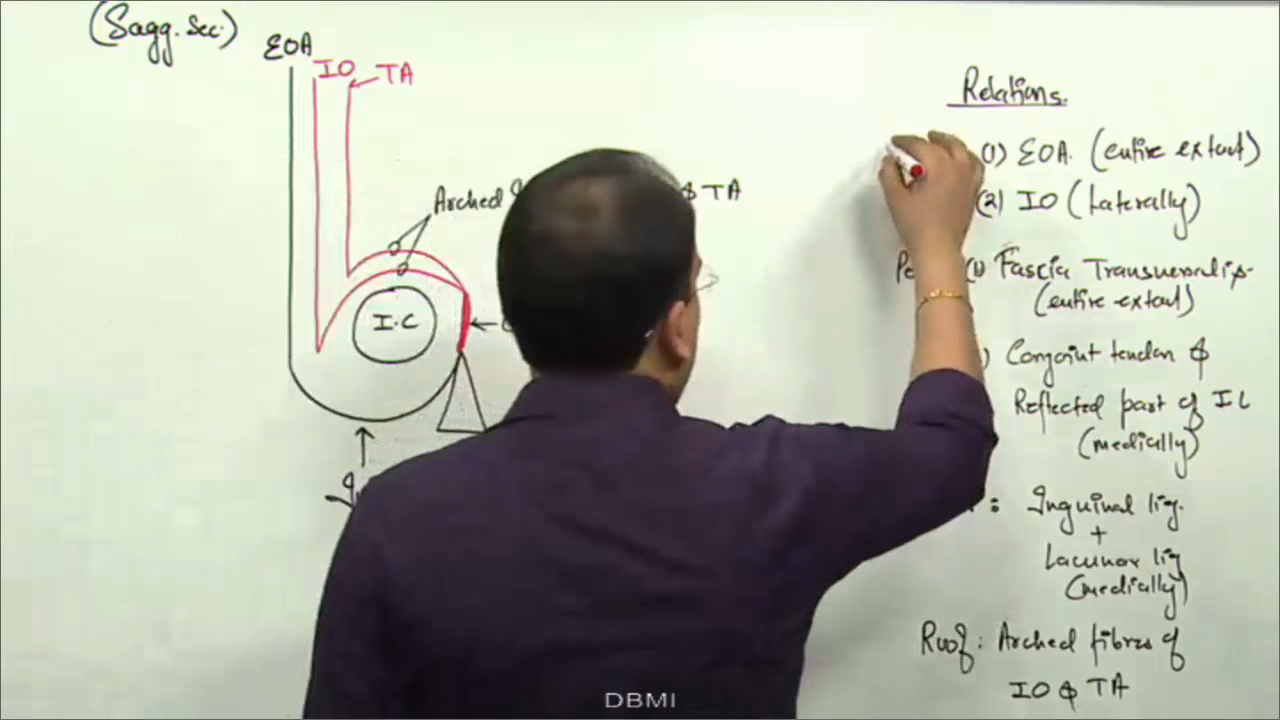 (Sagg. Sec.)
EOA
IO
TA
Arched
& TA
I.C
Relations.
(1) EOA. (entire extent)
(2) IO (Laterally)
(1) Fascia Transversalis
(entire extent)
) Conjoint tendon &
Reflected part of IL
(medially)
: Inguinal lig.
+
Lacunar lig
(medially)
Roof: Arched fibres of
IO & TA
DBMI